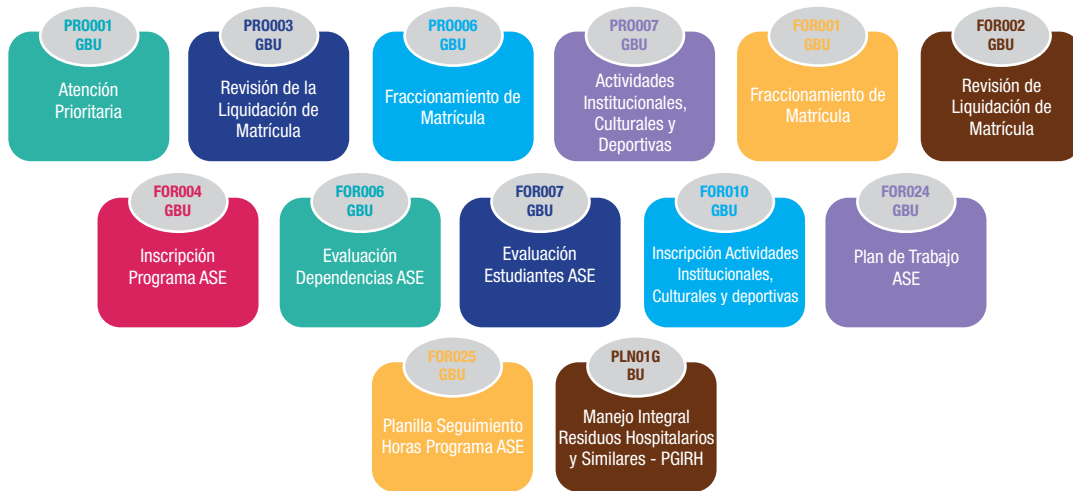 PRO001
GBU
Atención
Prioritaria
PRO003
GBU
Revisión de la
Liquidación de
Matrícula
PRO006
GBU
Fraccionamiento de
Matrícula
PRO007
GBU
Actividades
Institucionales,
Culturales y
Deportivas
FOR001
GBU
Fraccionamiento de
Matrícula
FOR002
GBU
Revisión de
Liquidación de
Matrícula
FOR004
GBU
Inscripción
Programa ASE
FOR006
GBU
Evaluación
Dependencias ASE
FOR007
GBU
Evaluación
Estudiantes ASE
FOR010
GBU
Inscripción Actividades
Institucionales,
Culturales y deportivas
FOR024
GBU
Plan de Trabajo
ASE
FOR025
GBU
Planilla Seguimiento
Horas Programa ASE
PLN01G
BU
Manejo Integral
Residuos Hospitalarios
y Similares - PGIRH